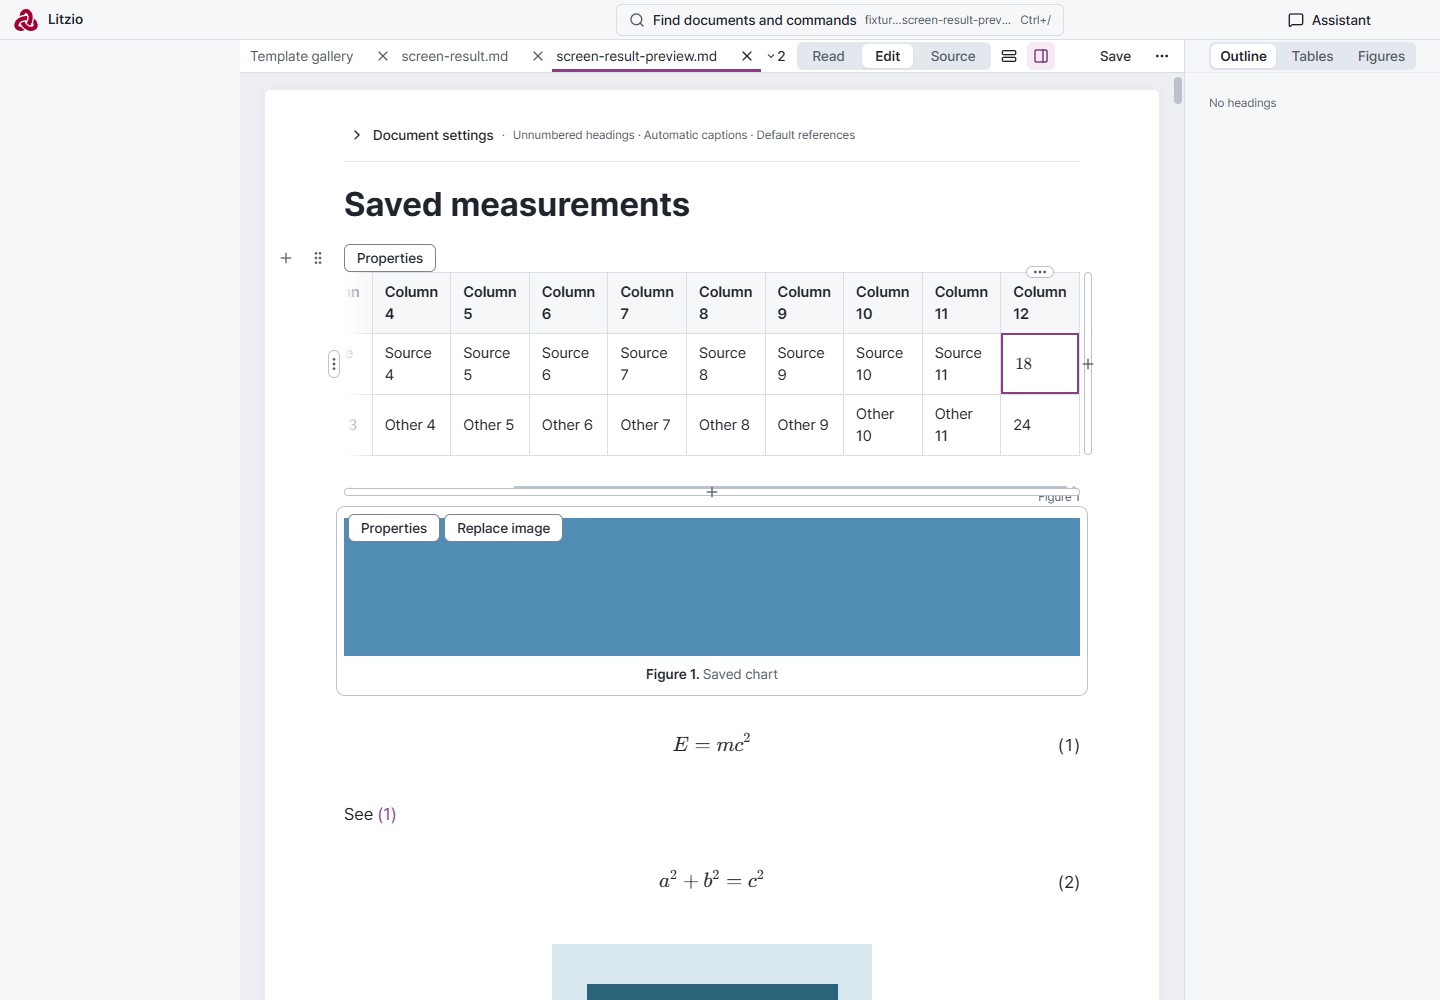 Litzio
Find documents and commands fixtur...screen-result-prev... Ctrl+/
Assistant
Template gallery
screen-result.md
screen-result-preview.md
2
Read Edit Source
Save
Outline Tables Figures
No headings
Document settings · Unnumbered headings · Automatic captions · Default references
Saved measurements
Properties
Column 4
Column 5
Column 6
Column 7
Column 8
Column 9
Column 10
Column 11
Column 12
Source 4
Source 5
Source 6
Source 7
Source 8
Source 9
Source 10
Source 11
18
3
Other 4
Other 5
Other 6
Other 7
Other 8
Other 9
Other 10
Other 11
24
Figure 1
Properties
Replace image
Figure 1. Saved chart
E = mc² (1)
See (1)
a² + b² = c² (2)